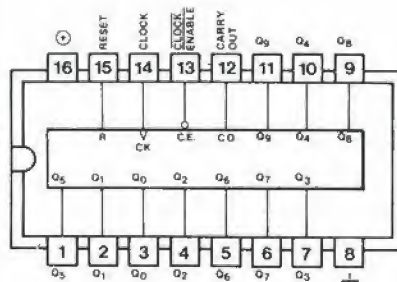 RESET CLOCK CLOCK ENABLE CARRY OUT Q9 Q4 Q8
16 15 14 13 12 11 10 9
R V CK C.E. C.O. Q9 Q4 Q8
Q5 Q1 Q0 Q2 Q6 Q7 Q3
1 2 3 4 5 6 7 8
Q5 Q1 Q0 Q2 Q6 Q7 Q3